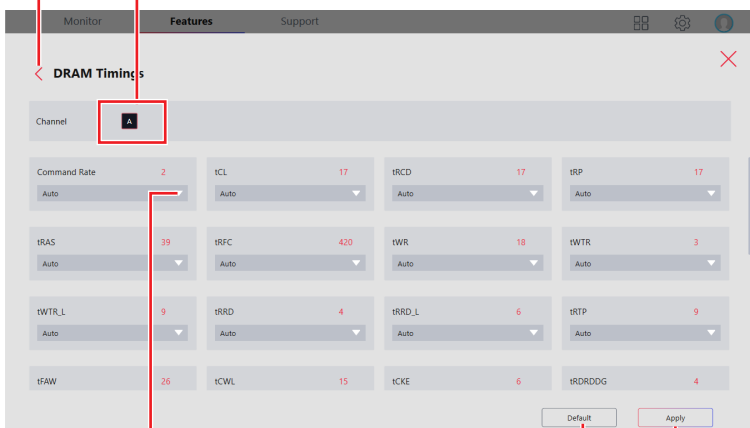 Monitor Features Support
DRAM Timings
Channel A
Command Rate 2 tCL 17 tRCD 17 tRP 17
Auto Auto Auto Auto
tRAS 39 tRFC 420 tWR 18 tWTR 3
Auto Auto Auto Auto
tWTR_L 9 tRRD 4 tRRD_L 6 tRTP 9
Auto Auto Auto Auto
tFAW 26 tCWL 15 tCKE 6 tRDRDDG 4
Default Apply